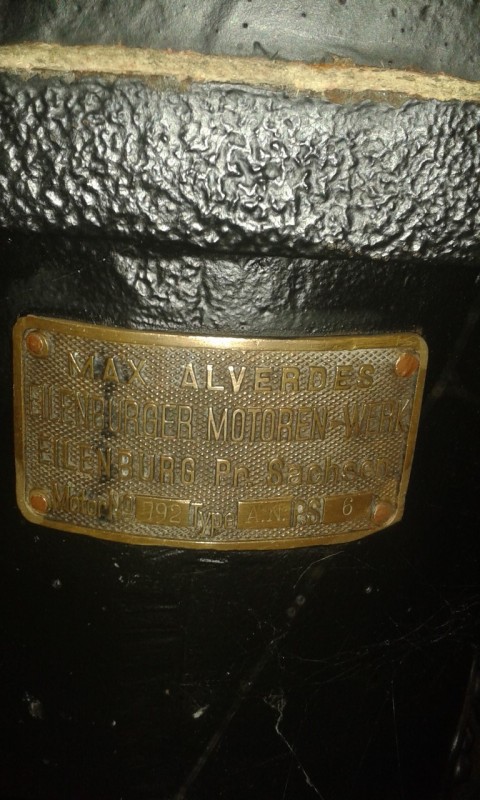 MAX ALVERDES
EILENBURGER MOTOREN-WERK
EILENBURG Pr. Sachsen
Motor No 792 Type A.N. PS 6